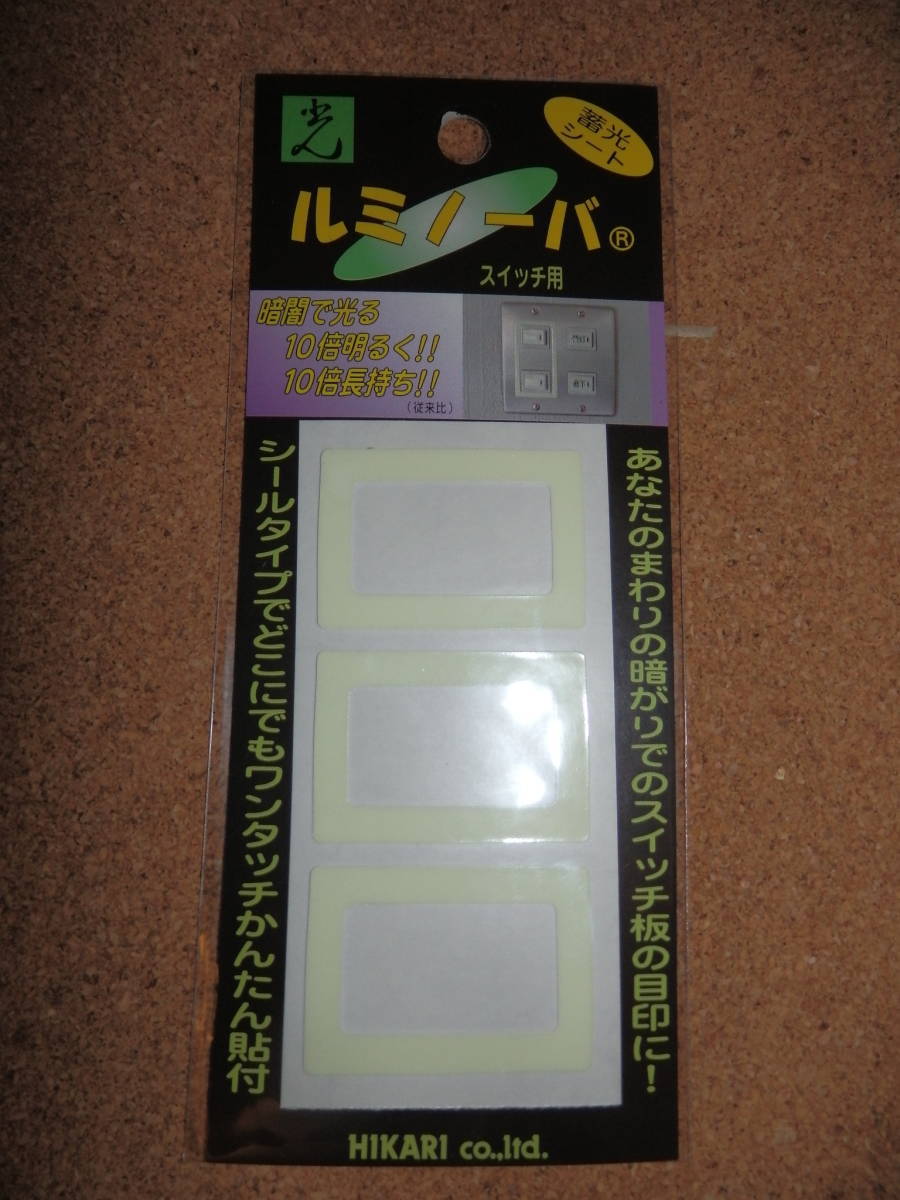 光
蓄光
シート
ルミノーバ®
スイッチ用
暗闇で光る
10倍明るく!!
10倍長持ち!!
(従来比)
あなたのまわりの暗がりでのスイッチ板の目印に!
シールタイプでどこにでもワンタッチかんたん貼付
HIKARI co.,ltd.